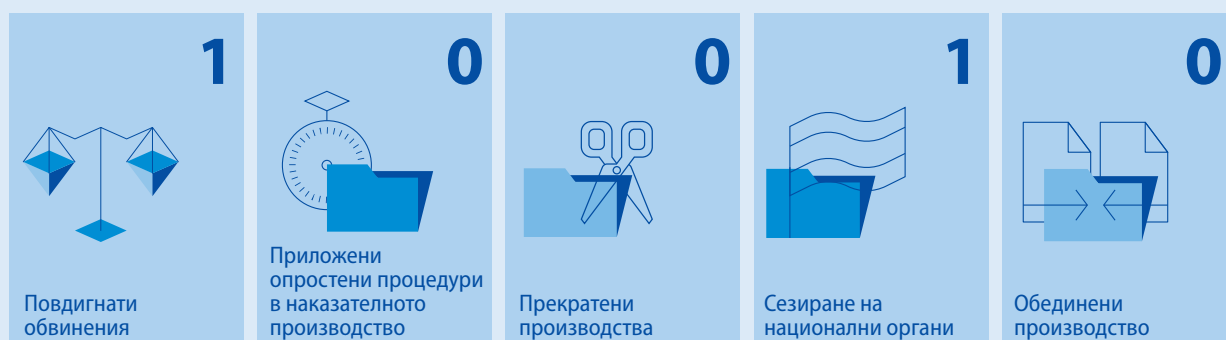 1
Повдигнати
обвинения
0
Приложени
опростени процедури
в наказателното
производство
0
Прекратени
производства
1
Сезиране на
национални органи
0
Обединени
производство